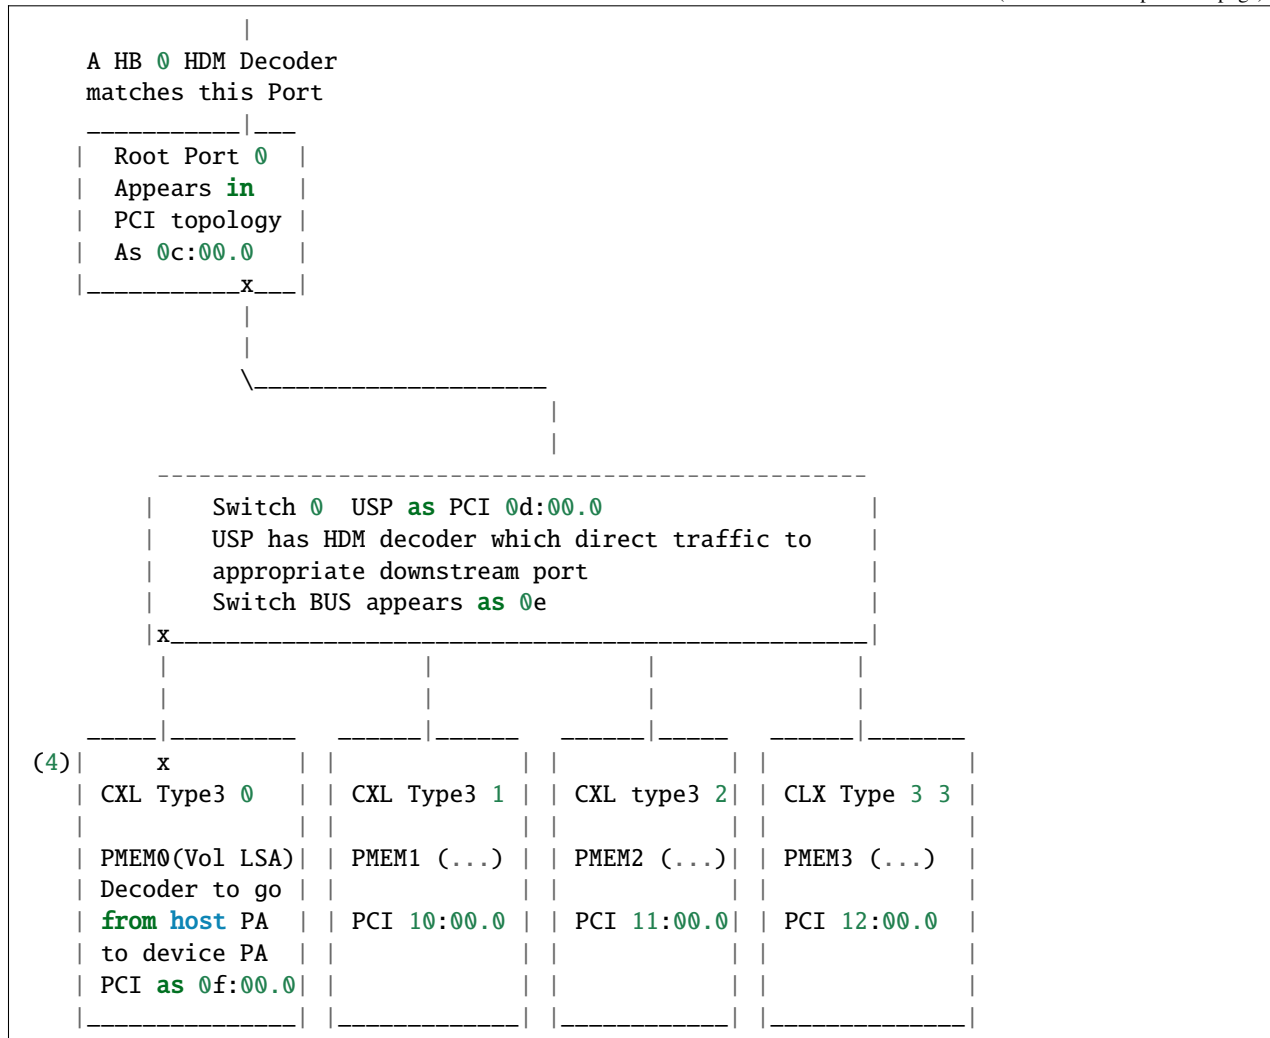 A HB 0 HDM Decoder
matches this Port
Root Port 0
Appears in
PCI topology
As 0c:00.0
x
Switch 0 USP as PCI 0d:00.0
USP has HDM decoder which direct traffic to
appropriate downstream port
Switch BUS appears as 0e
x
(4) x
CXL Type3 0 CXL Type3 1 CXL type3 2 CLX Type 3 3
PMEM0(Vol LSA) PMEM1 (...) PMEM2 (...) PMEM3 (...)
Decoder to go
from host PA PCI 10:00.0 PCI 11:00.0 PCI 12:00.0
to device PA
PCI as 0f:00.0